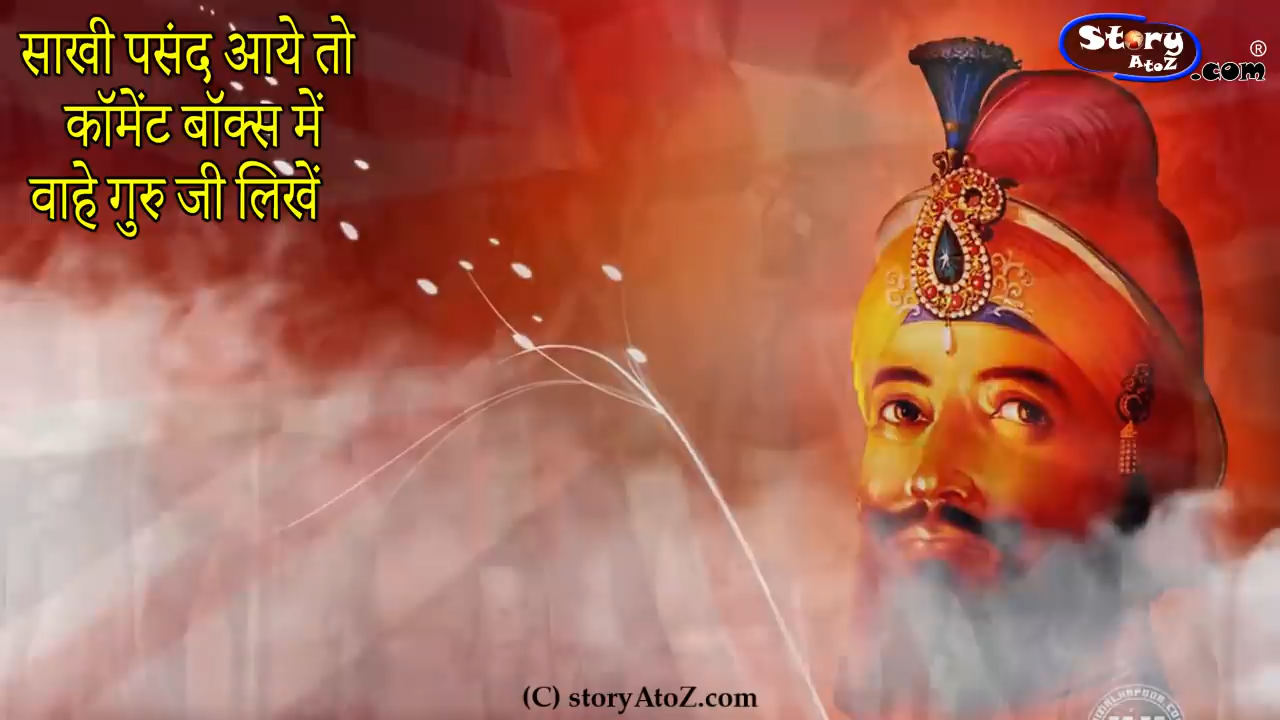 साखी पसंद आये तो
कॉमेंट बॉक्स में
वाहे गुरु जी लिखें
Story
AtoZ
.com
®
(C) storyAtoZ.com